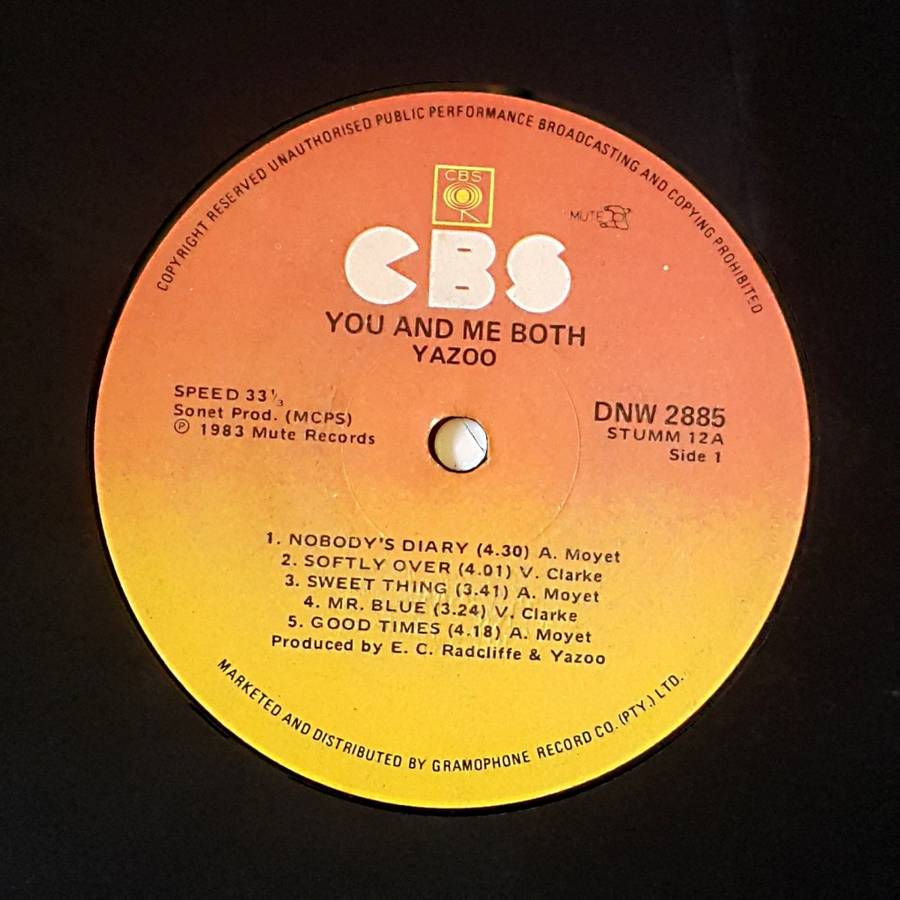 COPYRIGHT RESERVED UNAUTHORISED PUBLIC PERFORMANCE BROADCASTING AND COPYING PROHIBITED
CBS
MUTE
CBS
YOU AND ME BOTH
YAZOO
SPEED 33⅓
Sonet Prod. (MCPS)
℗ 1983 Mute Records
DNW 2885
STUMM 12A
Side 1
1. NOBODY'S DIARY (4.30) A. Moyet
2. SOFTLY OVER (4.01) V. Clarke
3. SWEET THING (3.41) A. Moyet
4. MR. BLUE (3.24) V. Clarke
5. GOOD TIMES (4.18) A. Moyet
Produced by E. C. Radcliffe & Yazoo
MARKETED AND DISTRIBUTED BY GRAMOPHONE RECORD CO. (PTY.) LTD.